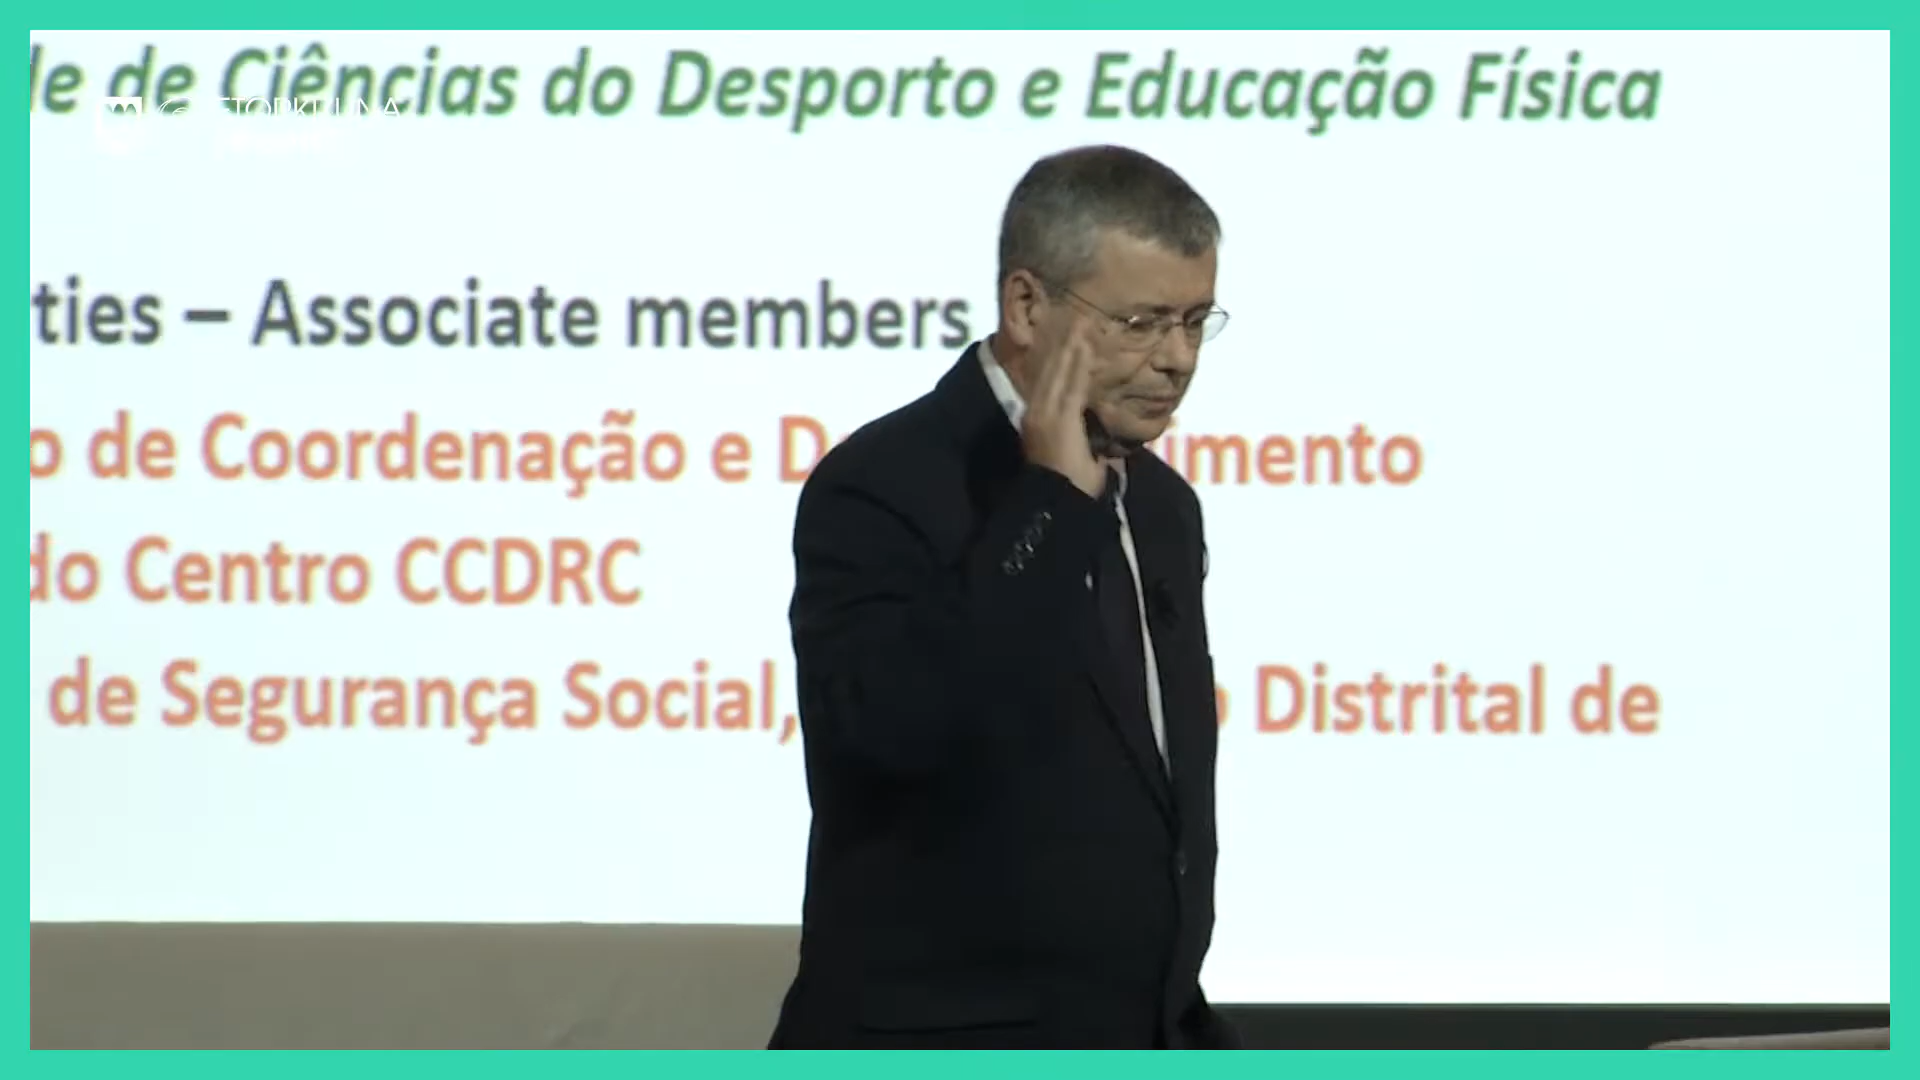 de Ciências do Desporto e Educação Física
ties – Associate members
o de Coordenação e
imento
do Centro CCDRC
de Segurança Social,
Distrital de